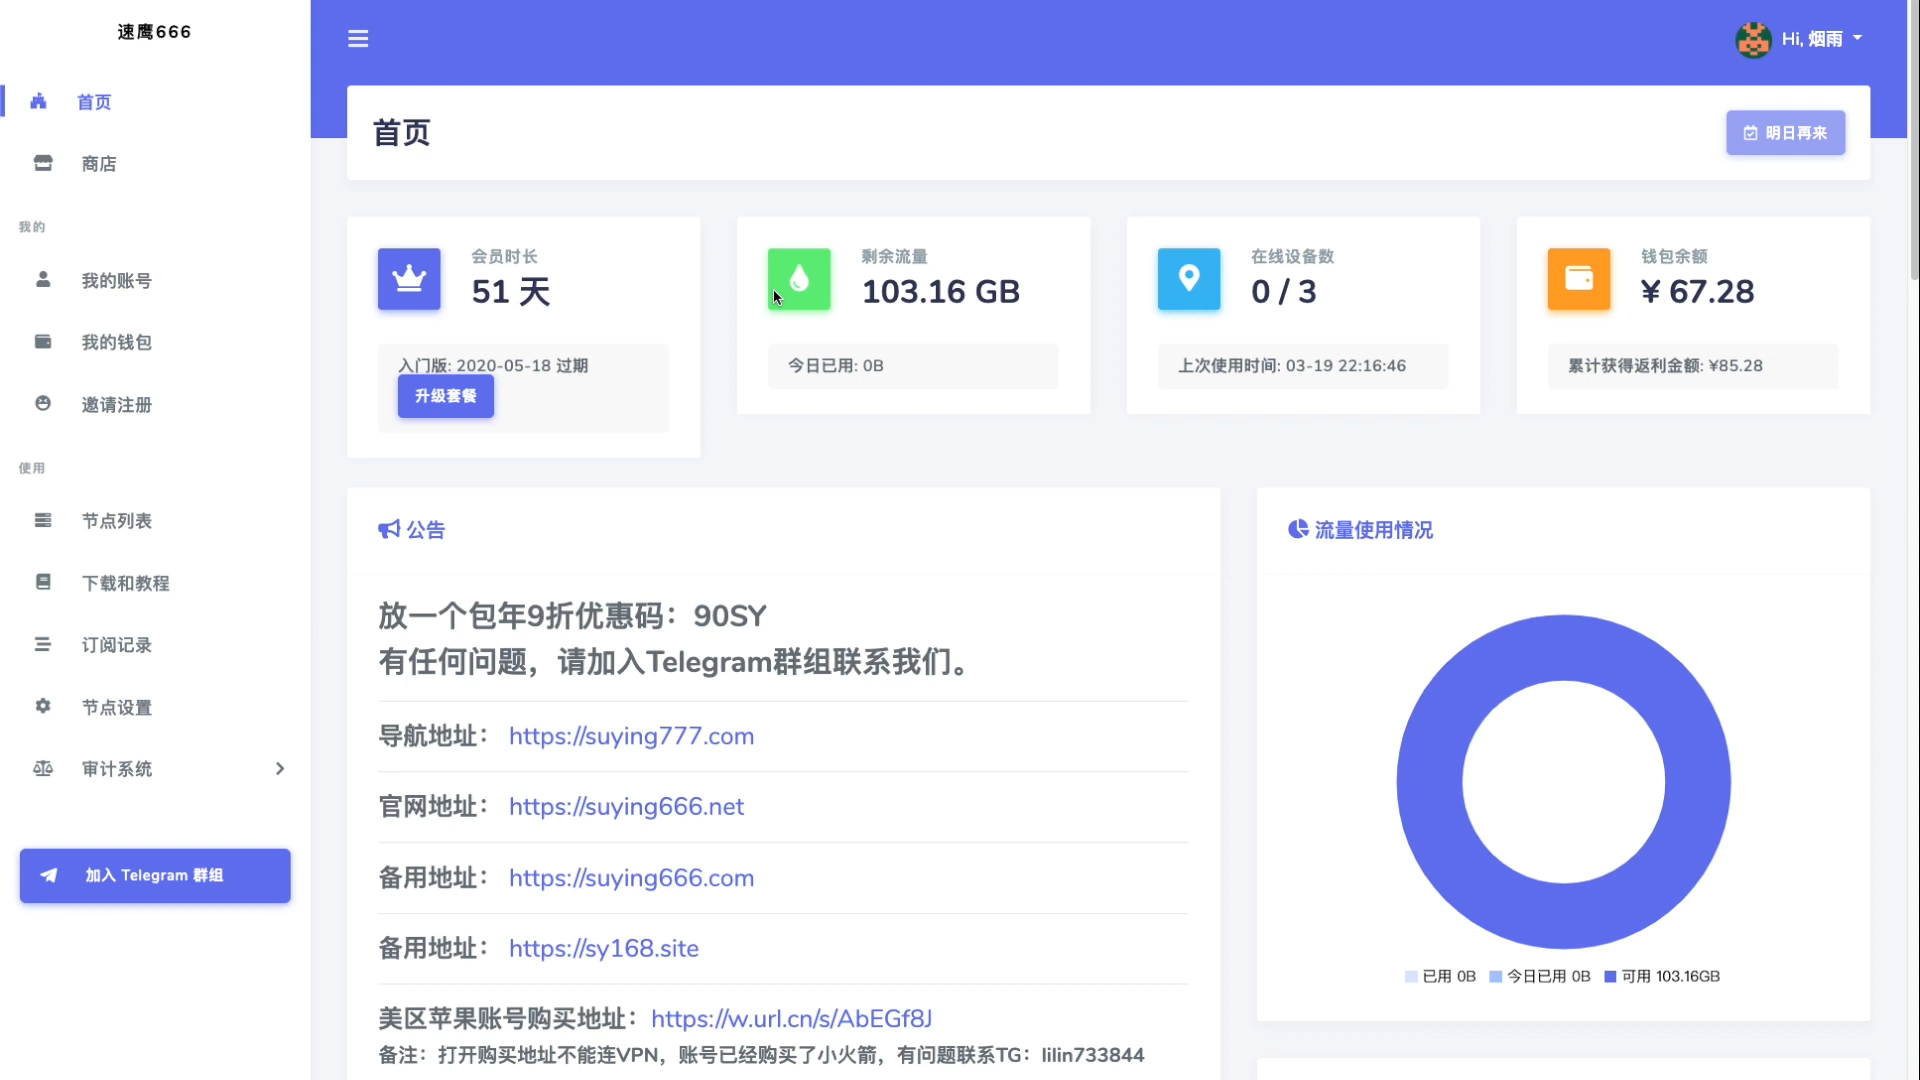 速鹰666
首页
商店
我的
我的账号
我的钱包
邀请注册
使用
节点列表
下载和教程
订阅记录
节点设置
审计系统
加入 Telegram 群组
Hi, 烟雨
首页
明日再来
会员时长
51 天
入门版: 2020-05-18 过期
升级套餐
剩余流量
103.16 GB
今日已用: 0B
在线设备数
0 / 3
上次使用时间: 03-19 22:16:46
钱包余额
¥ 67.28
累计获得返利金额: ¥85.28
公告
放一个包年9折优惠码：90SY
有任何问题，请加入Telegram群组联系我们。
导航地址： https://suying777.com
官网地址： https://suying666.net
备用地址： https://suying666.com
备用地址： https://sy168.site
美区苹果账号购买地址： https://w.url.cn/s/AbEGf8J
备注：打开购买地址不能连VPN，账号已经购买了小火箭，有问题联系TG：lilin733844
流量使用情况
已用 0B 今日已用 0B 可用 103.16GB